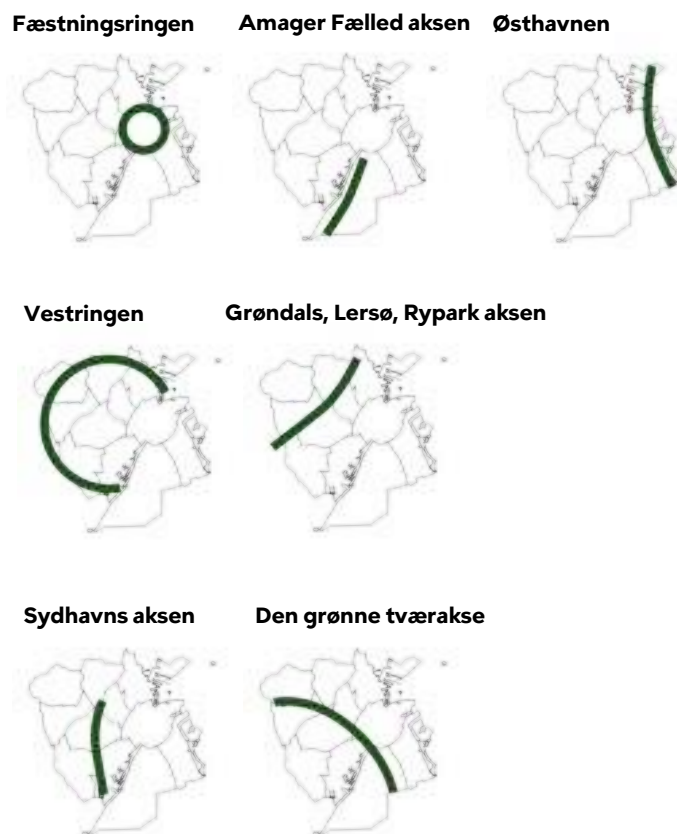 Fæstningsringen
Amager Fælled aksen
Østhavnen
Vestringen
Grøndals, Lersø, Rypark aksen
Sydhavns aksen
Den grønne tværakse